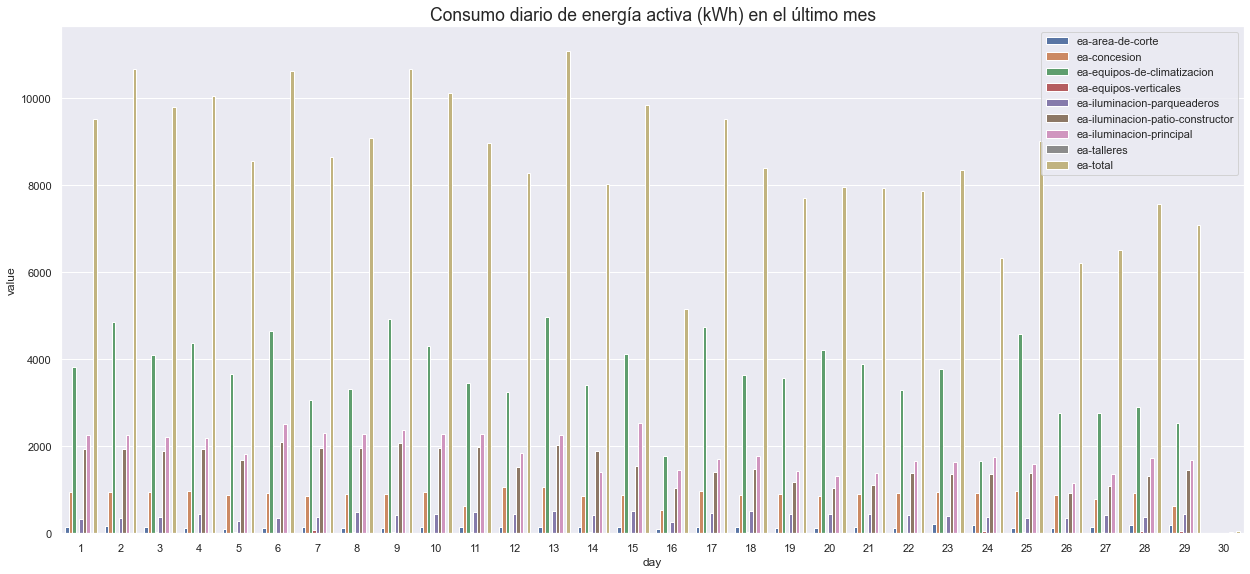 Consumo diario de energía activa (kWh) en el último mes
ea-area-de-corte
ea-concesion
ea-equipos-de-climatizacion
ea-equipos-verticales
ea-iluminacion-parqueaderos
ea-iluminacion-patio-constructor
ea-iluminacion-principal
ea-talleres
ea-total
10000
8000
6000
4000
2000
0
value
1 2 3 4 5 6 7 8 9 10 11 12 13 14 15 16 17 18 19 20 21 22 23 24 25 26 27 28 29 30
day